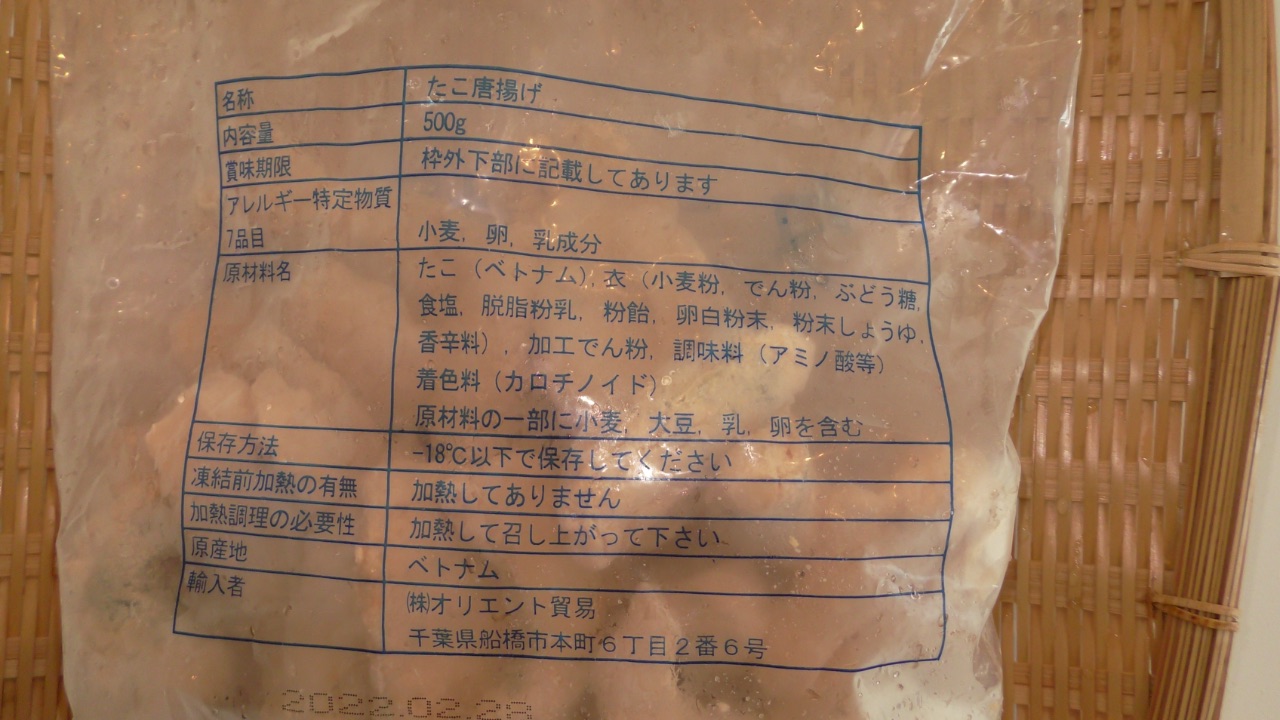 名称 たこ唐揚げ
内容量 500g
賞味期限 枠外下部に記載してあります
アレルギー特定物質
7品目 小麦, 卵, 乳成分
原材料名 たこ（ベトナム）, 衣（小麦粉, でん粉, ぶどう糖,
食塩, 脱脂粉乳, 粉飴, 卵白粉末, 粉末しょうゆ,
香辛料）, 加工でん粉, 調味料（アミノ酸等）
着色料（カロチノイド）
原材料の一部に小麦, 大豆, 乳, 卵を含む
保存方法 -18℃以下で保存してください
凍結前加熱の有無 加熱してありません
加熱調理の必要性 加熱して召し上がって下さい
原産地 ベトナム
輸入者 ㈱オリエント貿易
千葉県船橋市本町６丁目２番６号
2022.02.28